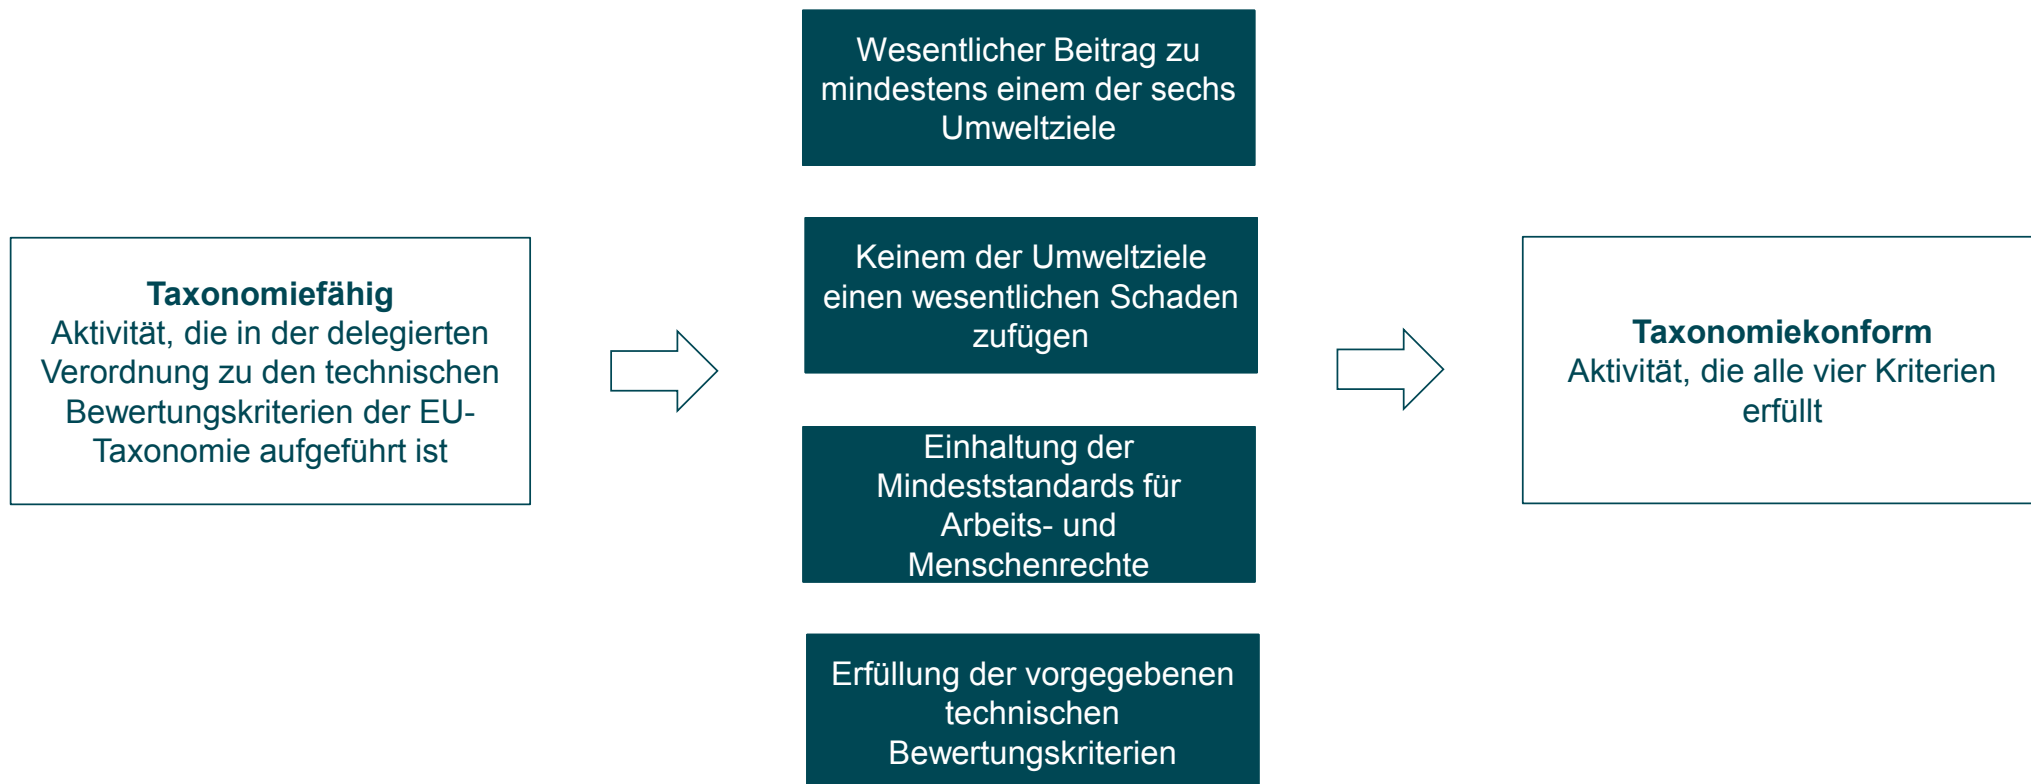 Taxonomiefähig
Aktivität, die in der delegierten
Verordnung zu den technischen
Bewertungskriterien der EU-
Taxonomie aufgeführt ist
Wesentlicher Beitrag zu
mindestens einem der sechs
Umweltziele
Keinem der Umweltziele
einen wesentlichen Schaden
zufügen
Einhaltung der
Mindeststandards für
Arbeits- und
Menschenrechte
Erfüllung der vorgegebenen
technischen
Bewertungskriterien
Taxonomiekonform
Aktivität, die alle vier Kriterien
erfüllt